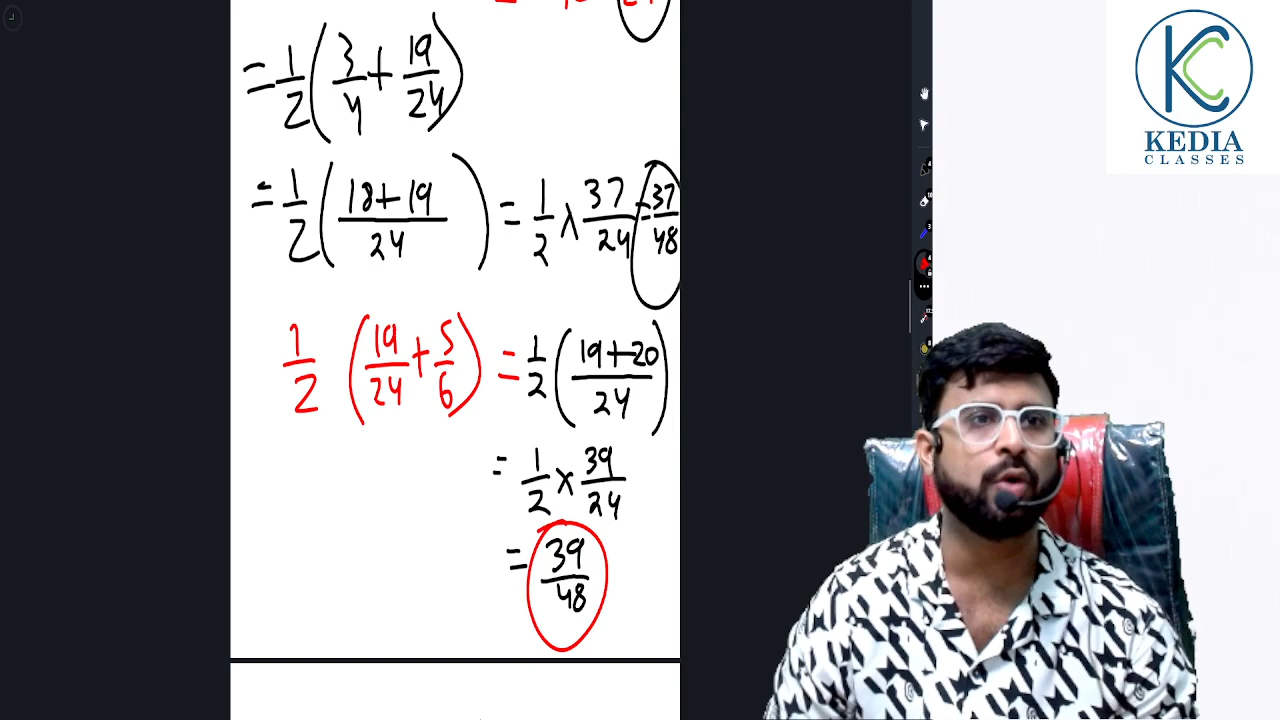 = 1/2 ( 3/4 + 19/24 )
= 1/2 ( 18+19/24 ) = 1/2 × 37/24 = 37/48
1/2 ( 19/24 + 5/6 ) = 1/2 ( 19+20/24 )
= 1/2 × 39/24
= 39/48
KC
KEDIA
CLASSES